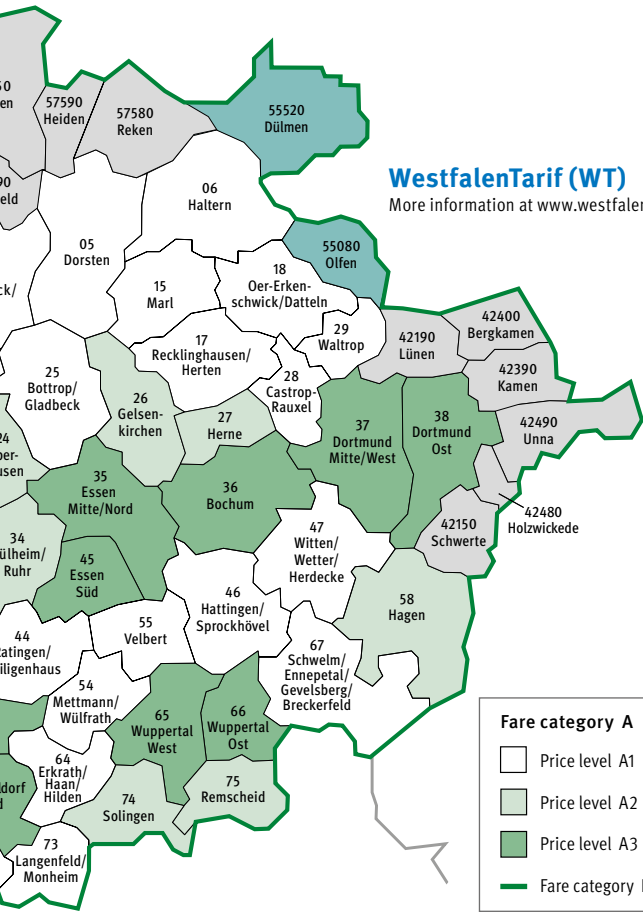 57590
Heiden
57580
Reken
55520
Dülmen
WestfalenTarif (WT)
More information at
06
Haltern
05
Dorsten
55080
Olfen
15
Marl
18
Oer-Erken-
schwick/Datteln
29
Waltrop
42190
Lünen
42400
Bergkamen
17
Recklinghausen/
Herten
42390
Kamen
25
Bottrop/
Gladbeck
26
Gelsen-
kirchen
28
Castrop-
Rauxel
27
Herne
37
Dortmund
Mitte/West
38
Dortmund
Ost
42490
Unna
35
Essen
Mitte/Nord
36
Bochum
42480
Holzwickede
42150
Schwerte
34
Ruhr
47
Witten/
Wetter/
Herdecke
45
Essen
Süd
46
Hattingen/
Sprockhövel
58
Hagen
44
55
Velbert
67
Schwelm/
Ennepetal/
Gevelsberg/
Breckerfeld
54
Mettmann/
Wülfrath
65
Wuppertal
West
66
Wuppertal
Ost
64
Erkrath/
Haan/
Hilden
74
Solingen
75
Remscheid
73
Langenfeld/
Monheim
Fare category A
Price level A1
Price level A2
Price level A3
Fare category